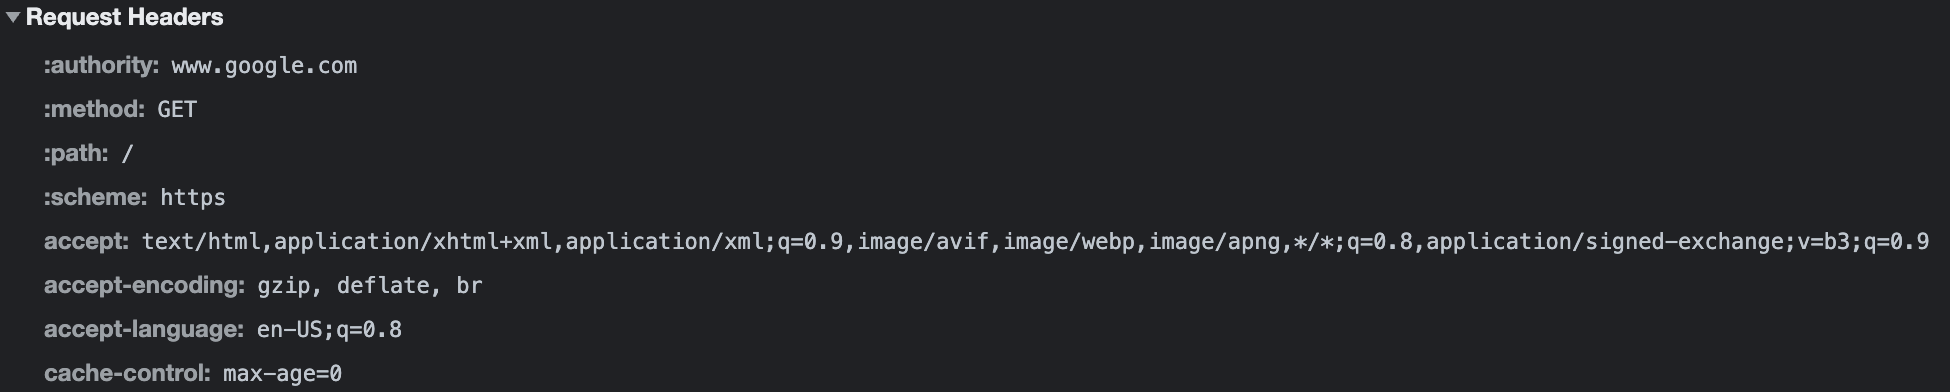 Request Headers
:authority: www.google.com
:method: GET
:path: /
:scheme: https
accept: text/html,application/xhtml+xml,application/xml;q=0.9,image/avif,image/webp,image/apng,*/*;q=0.8,application/signed-exchange;v=b3;q=0.9
accept-encoding: gzip, deflate, br
accept-language: en-US;q=0.8
cache-control: max-age=0